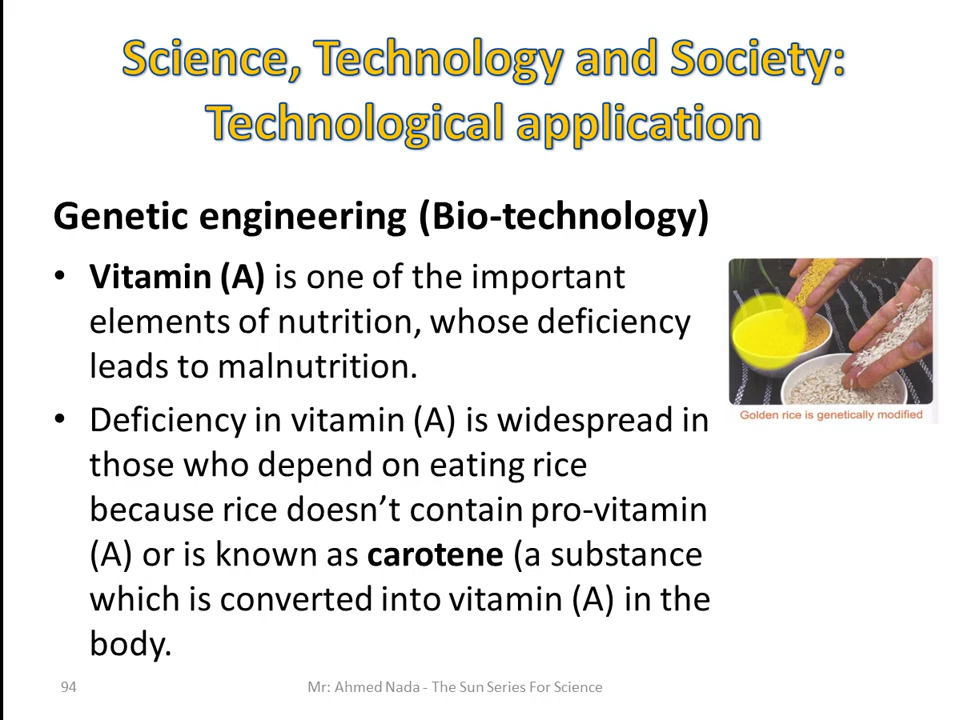 Science, Technology and Society:
Technological application
Genetic engineering (Bio-technology)
• Vitamin (A) is one of the important
elements of nutrition, whose deficiency
leads to malnutrition.
• Deficiency in vitamin (A) is widespread in
those who depend on eating rice
because rice doesn’t contain pro-vitamin
(A) or is known as carotene (a substance
which is converted into vitamin (A) in the
body.
Golden rice is genetically modified
94
Mr: Ahmed Nada - The Sun Series For Science